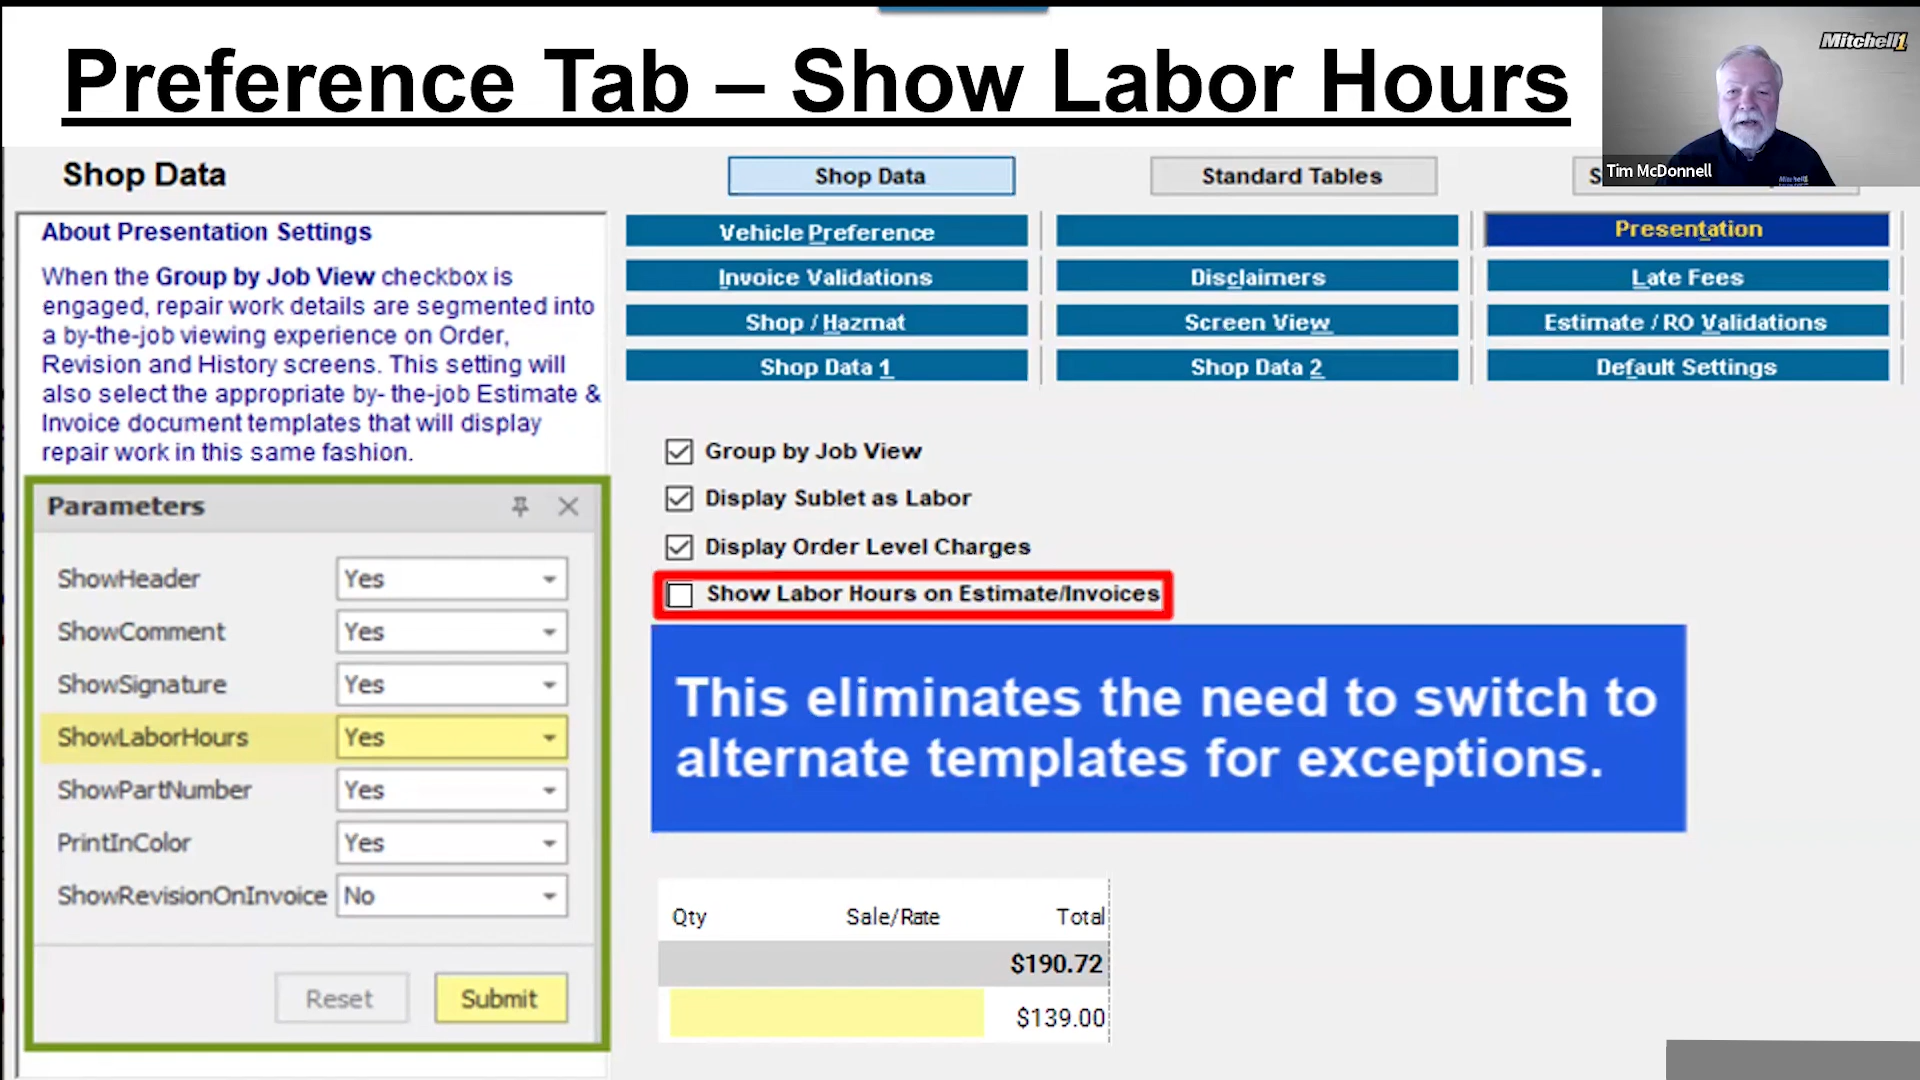 Preference Tab – Show Labor Hours
Mitchell1
Tim McDonnell
Shop Data
Shop Data
Standard Tables
S
About Presentation Settings
When the Group by Job View checkbox is
engaged, repair work details are segmented into
a by-the-job viewing experience on Order,
Revision and History screens. This setting will
also select the appropriate by- the-job Estimate &
Invoice document templates that will display
repair work in this same fashion.
Vehicle Preference
Presentation
Invoice Validations
Disclaimers
Late Fees
Shop / Hazmat
Screen View
Estimate / RO Validations
Shop Data 1
Shop Data 2
Default Settings
Group by Job View
Display Sublet as Labor
Display Order Level Charges
Show Labor Hours on Estimate/Invoices
This eliminates the need to switch to
alternate templates for exceptions.
Parameters
ShowHeader Yes
ShowComment Yes
ShowSignature Yes
ShowLaborHours Yes
ShowPartNumber Yes
PrintInColor Yes
ShowRevisionOnInvoice No
Reset Submit
Qty Sale/Rate Total
$190.72
$139.00